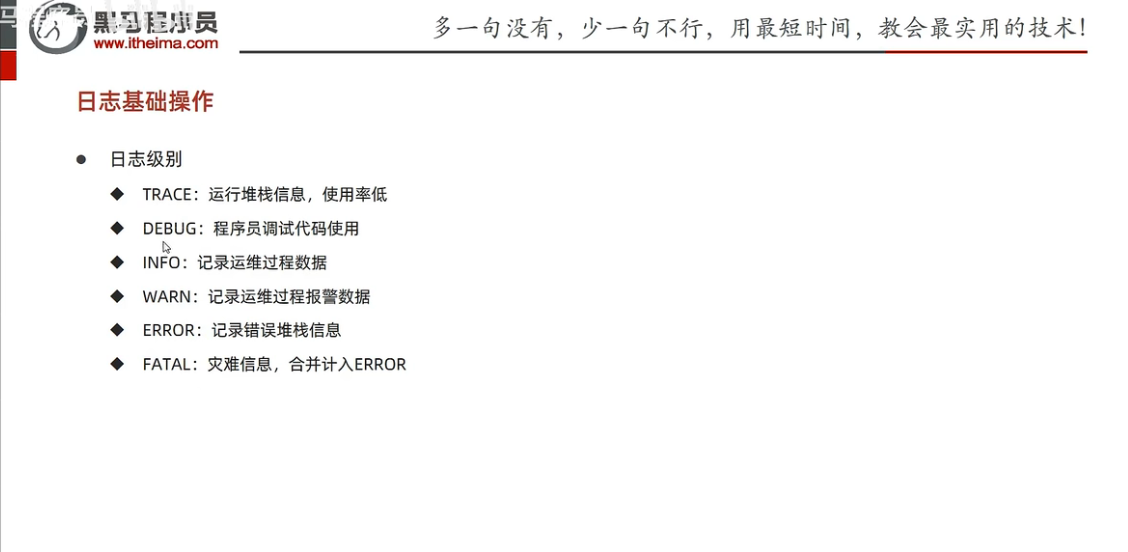 黑马程序员
www.itheima.com
多一句没有，少一句不行，用最短时间，教会最实用的技术！
日志基础操作
● 日志级别
◆ TRACE：运行堆栈信息，使用率低
◆ DEBUG：程序员调试代码使用
◆ INFO：记录运维过程数据
◆ WARN：记录运维过程报警数据
◆ ERROR：记录错误堆栈信息
◆ FATAL：灾难信息，合并计入ERROR